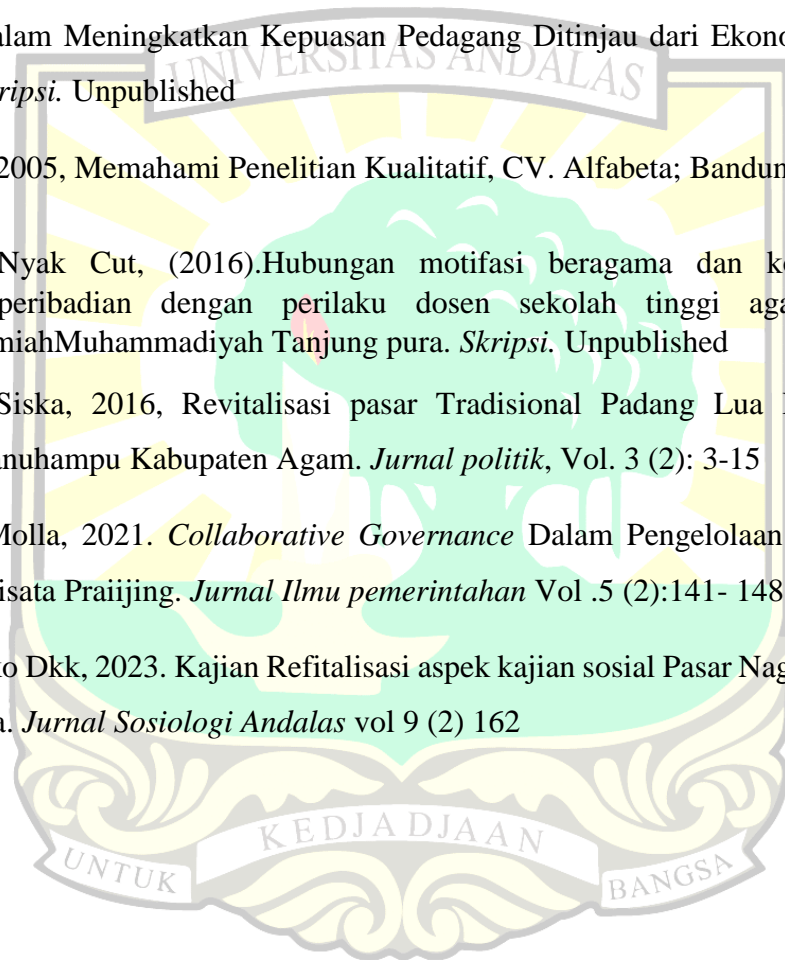 alam Meningkatkan Kepuasan Pedagang Ditinjau dari Ekono
UNIVERSITAS ANDALAS
ripsi. Unpublished
2005, Memahami Penelitian Kualitatif, CV. Alfabeta; Bandun
Nyak Cut, (2016).Hubungan motifasi beragama dan ke
peribadian dengan perilaku dosen sekolah tinggi aga
miahMuhammadiyah Tanjung pura. Skripsi. Unpublished
Siska, 2016, Revitalisasi pasar Tradisional Padang Lua
anuhampu Kabupaten Agam. Jurnal politik, Vol. 3 (2): 3-15
Molla, 2021. Collaborative Governance Dalam Pengelolaan
isata Praiijing. Jurnal Ilmu pemerintahan Vol .5 (2):141- 148
ko Dkk, 2023. Kajian Refitalisasi aspek kajian sosial Pasar Nag
a. Jurnal Sosiologi Andalas vol 9 (2) 162
UNTUK KEDJADJAAN BANGSA